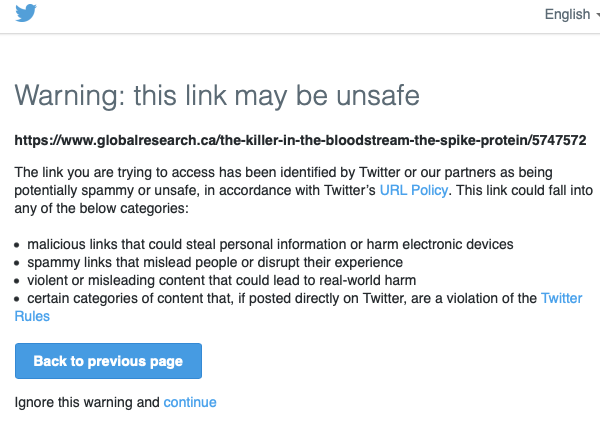 English
Warning: this link may be unsafe
https://www.globalresearch.ca/the-killer-in-the-bloodstream-the-spike-protein/5747572
The link you are trying to access has been identified by Twitter or our partners as being
potentially spammy or unsafe, in accordance with Twitter’s URL Policy. This link could fall into
any of the below categories:
• malicious links that could steal personal information or harm electronic devices
• spammy links that mislead people or disrupt their experience
• violent or misleading content that could lead to real-world harm
• certain categories of content that, if posted directly on Twitter, are a violation of the Twitter
Rules
Back to previous page
Ignore this warning and continue